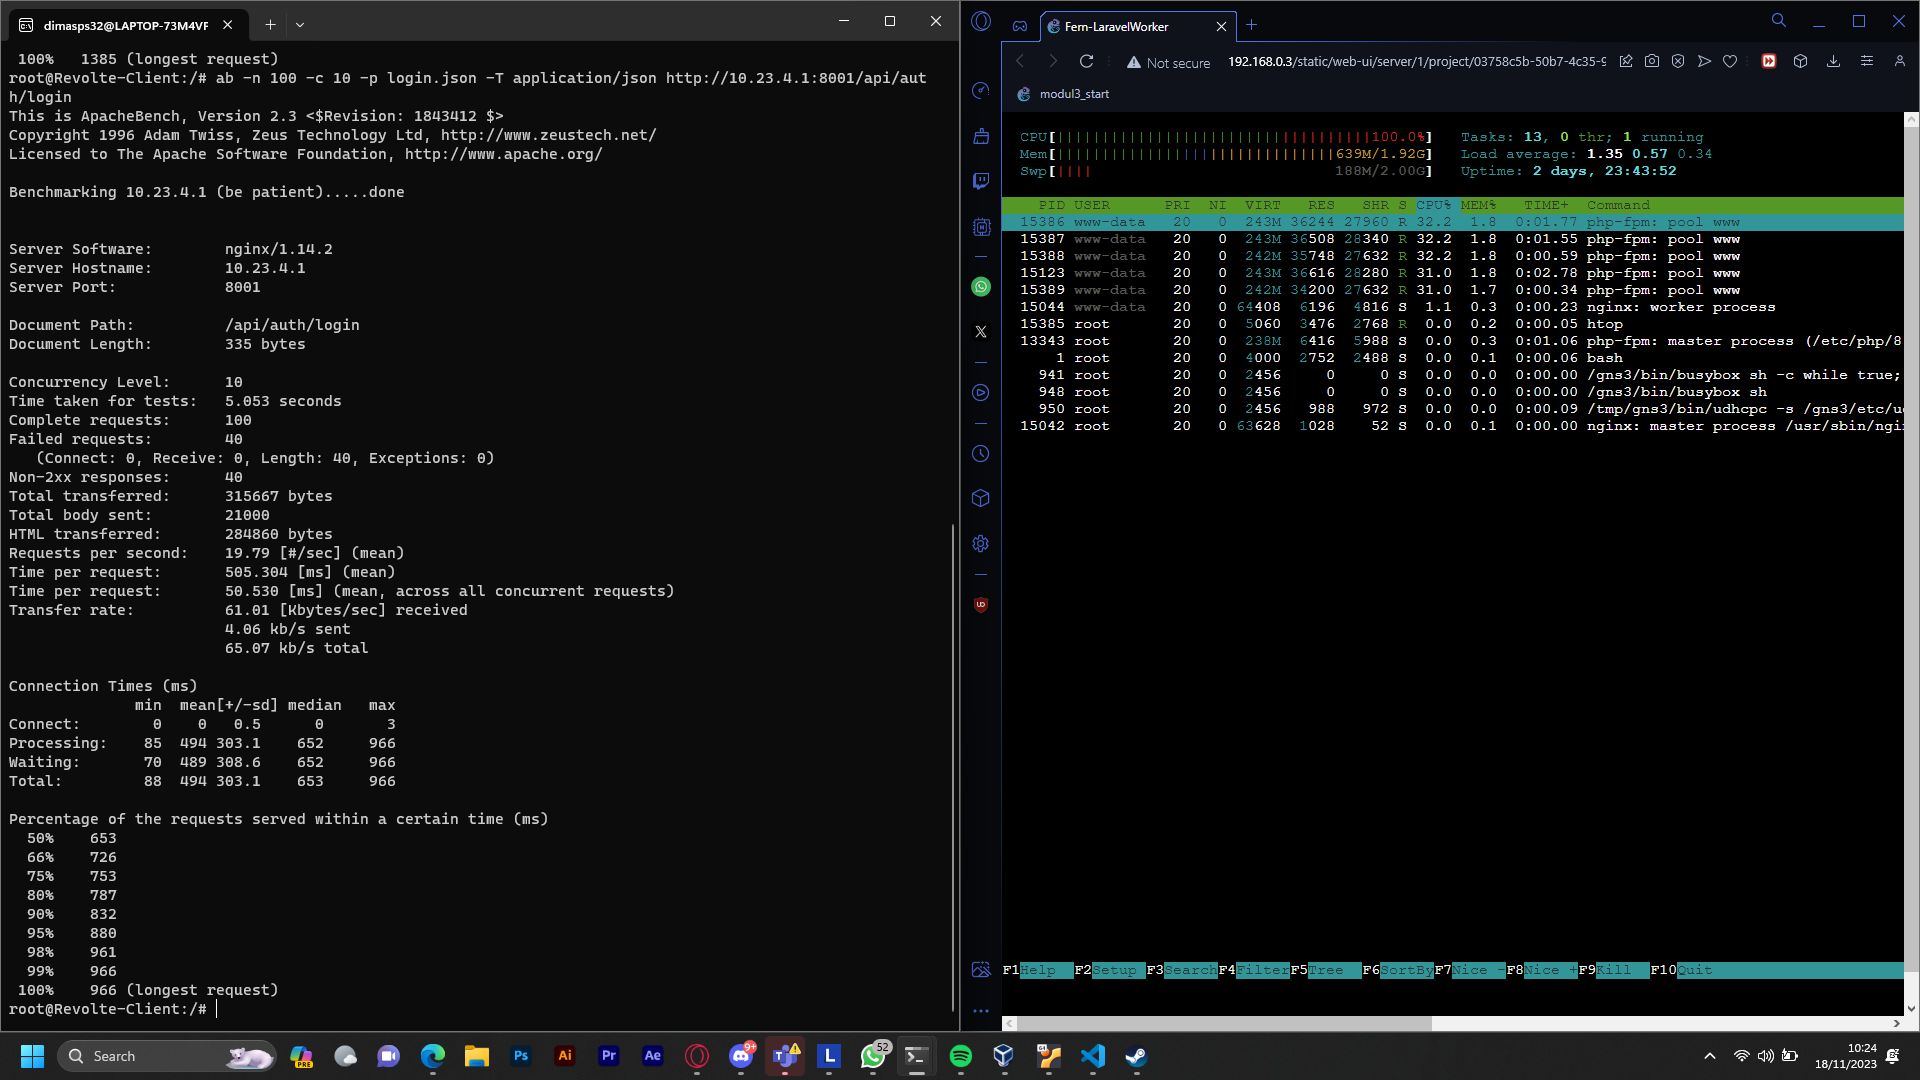 dimasps32@LAPTOP-73M4VF
100%   1385 (longest request)
root@Revolte-Client:/# ab -n 100 -c 10 -p login.json -T application/json http://10.23.4.1:8001/api/aut
h/login
This is ApacheBench, Version 2.3 <$Revision: 1843412 $>
Copyright 1996 Adam Twiss, Zeus Technology Ltd, http://www.zeustech.net/
Licensed to The Apache Software Foundation, http://www.apache.org/
Benchmarking 10.23.4.1 (be patient).....done
Server Software:        nginx/1.14.2
Server Hostname:        10.23.4.1
Server Port:            8001
Document Path:          /api/auth/login
Document Length:        335 bytes
Concurrency Level:      10
Time taken for tests:   5.053 seconds
Complete requests:      100
Failed requests:        40
(Connect: 0, Receive: 0, Length: 40, Exceptions: 0)
Non-2xx responses:      40
Total transferred:      315667 bytes
Total body sent:        21000
HTML transferred:       284860 bytes
Requests per second:    19.79 [#/sec] (mean)
Time per request:       505.304 [ms] (mean)
Time per request:       50.530 [ms] (mean, across all concurrent requests)
Transfer rate:          61.01 [Kbytes/sec] received
4.06 kb/s sent
65.07 kb/s total
Connection Times (ms)
min  mean[+/-sd] median   max
Connect:        0    0   0.5      0       3
Processing:    85  494 303.1    652     966
Waiting:       70  489 308.6    652     966
Total:         88  494 303.1    653     966
Percentage of the requests served within a certain time (ms)
50%    653
66%    726
75%    753
80%    787
90%    832
95%    880
98%    961
99%    966
100%    966 (longest request)
root@Revolte-Client:/#
Fern-LaravelWorker
Not secure 192.168.0.3/static/web-ui/server/1/project/03758c5b-50b7-4c35-9
modul3_start
CPU[100.0%] Tasks: 13, 0 thr; 1 running
Mem[639M/1.92G] Load average: 1.35 0.57 0.34
Swp[188M/2.00G] Uptime: 2 days, 23:43:52
PID USER PRI NI VIRT RES SHR S CPU% MEM% TIME+ Command
15386 www-data 20 0 243M 36244 27960 R 32.2 1.8 0:01.77 php-fpm: pool www
15387 www-data 20 0 243M 36508 28340 R 32.2 1.8 0:01.55 php-fpm: pool www
15388 www-data 20 0 242M 35748 27632 R 32.2 1.8 0:00.59 php-fpm: pool www
15123 www-data 20 0 243M 36616 28280 R 31.0 1.8 0:02.78 php-fpm: pool www
15389 www-data 20 0 242M 34200 27632 R 31.0 1.7 0:00.34 php-fpm: pool www
15044 www-data 20 0 64408 6196 4816 S 1.1 0.3 0:00.23 nginx: worker process
15385 root 20 0 5060 3476 2768 R 0.0 0.2 0:00.05 htop
13343 root 20 0 238M 6416 5988 S 0.0 0.3 0:01.06 php-fpm: master process (/etc/php/8
1 root 20 0 4000 2752 2488 S 0.0 0.1 0:00.06 bash
941 root 20 0 2456 0 0 S 0.0 0.0 0:00.00 /gns3/bin/busybox sh -c while true;
948 root 20 0 2456 0 0 S 0.0 0.0 0:00.00 /gns3/bin/busybox sh
950 root 20 0 2456 988 972 S 0.0 0.0 0:00.09 /tmp/gns3/bin/udhcpc -s /gns3/etc/ud
15042 root 20 0 63628 1028 52 S 0.0 0.1 0:00.00 nginx: master process /usr/sbin/ngi
F1Help F2Setup F3SearchF4FilterF5Tree F6SortByF7Nice -F8Nice +F9Kill F10Quit
Search
PRE
Ps
Ai
Pr
Ae
9+
L
52
10:24
18/11/2023